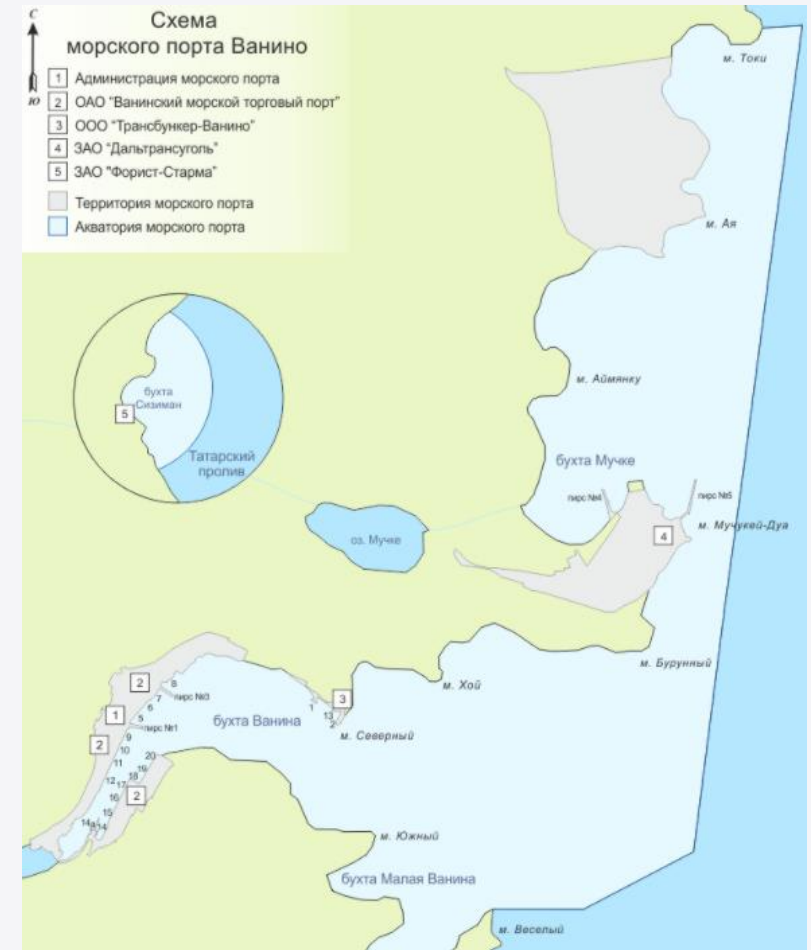 С
Ю
Схема
морского порта Ванино
1 Администрация морского порта
2 ОАО "Ванинский морской торговый порт"
3 ООО "Трансбункер-Ванино"
4 ЗАО "Дальтрансуголь"
5 ЗАО "Форист-Старма"
Территория морского порта
Акватория морского порта
м. Токи
м. Ая
м. Аймянку
бухта
Сизиман
5
Татарский
пролив
бухта Мучке
пирс №4
пирс №5
м. Мучукей-Дуа
4
оз. Мучке
м. Бурунный
м. Хой
2
8
7
пирс №3
6
1
5
пирс №1
бухта Ванина
1
3
13
2
м. Северный
2
9
10
11
20
19
18
12
17
2
16
15
14а
14
м. Южный
бухта Малая Ванина
м. Веселый